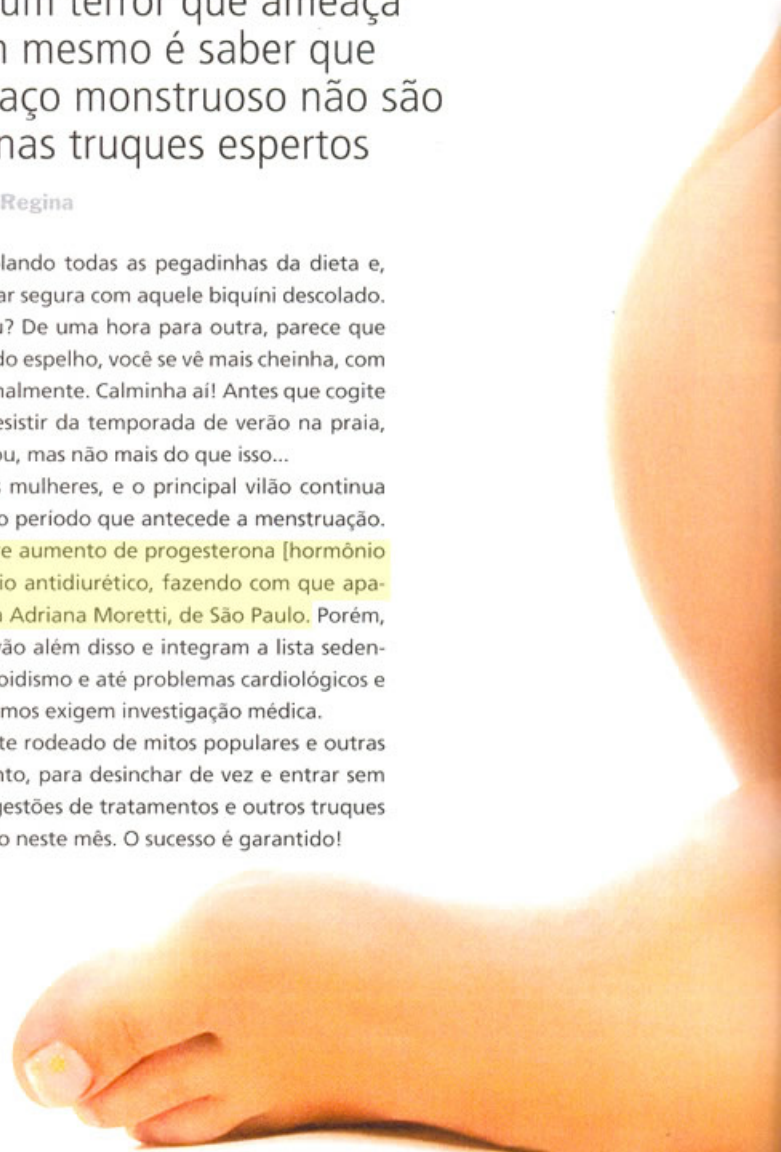 um terror que ameaça
mesmo é saber que
aço monstruoso não são
nas truques espertos
Regina
lando todas as pegadinhas da dieta e,
ar segura com aquele biquíni descolado.
? De uma hora para outra, parece que
do espelho, você se vê mais cheinha, com
nalmente. Calminha aí! Antes que cogite
esistir da temporada de verão na praia,
ou, mas não mais do que isso...
s mulheres, e o principal vilão continua
o período que antecede a menstruação.
e aumento de progesterona [hormônio
io antidiurético, fazendo com que apa-
Adriana Moretti, de São Paulo. Porém,
vão além disso e integram a lista seden-
oidismo e até problemas cardiológicos e
mos exigem investigação médica.
te rodeado de mitos populares e outras
nto, para desinchar de vez e entrar sem
gestões de tratamentos e outros truques
o neste mês. O sucesso é garantido!